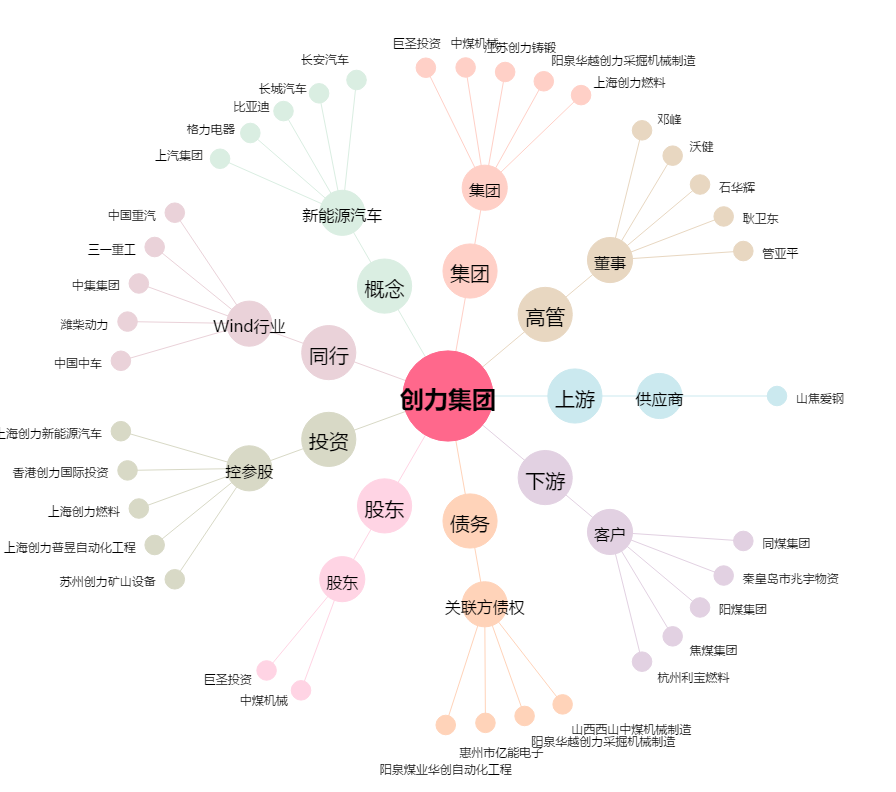 巨圣投资
中煤机械
江苏创力铸锻
阳泉华越创力采掘机械制造
上海创力燃料
集团
集团
长安汽车
长城汽车
比亚迪
格力电器
上汽集团
新能源汽车
概念
邓峰
沃健
石华辉
耿卫东
管亚平
董事
高管
中国重汽
三一重工
中集集团
潍柴动力
中国中车
Wind行业
同行
创力集团
上游
供应商
山焦爱钢
上海创力新能源汽车
香港创力国际投资
上海创力燃料
上海创力普昱自动化工程
苏州创力矿山设备
控参股
投资
下游
客户
同煤集团
秦皇岛市兆宇物资
阳煤集团
焦煤集团
杭州利宝燃料
股东
股东
巨圣投资
中煤机械
债务
关联方债权
山西西山中煤机械制造
阳泉华越创力采掘机械制造
惠州市亿能电子
阳泉煤业华创自动化工程